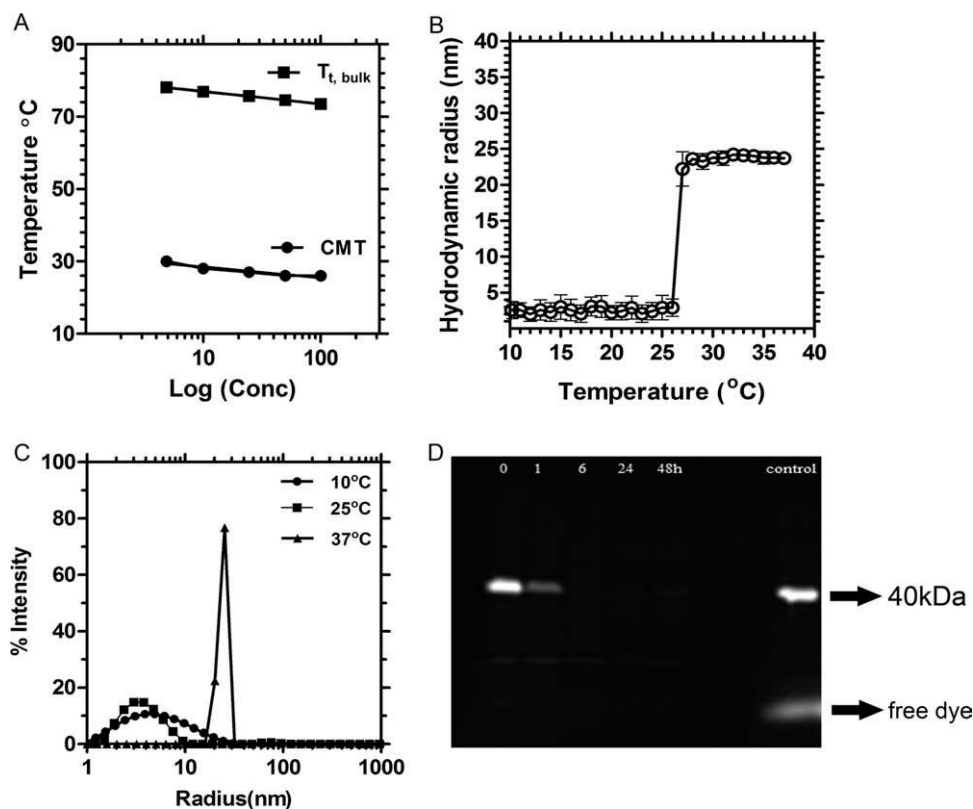 A
Temperature °C
90
70
50
30
10
Tt, bulk
CMT
10
100
Log (Conc)
B
Hydrodynamic radius (nm)
40
35
30
25
20
15
10
5
10 15 20 25 30 35 40
Temperature (°C)
C
% Intensity
100
80
60
40
20
0
10°C
25°C
37°C
1 10 100 1000
Radius(nm)
D
0 1 6 24 48h control
40kDa
free dye